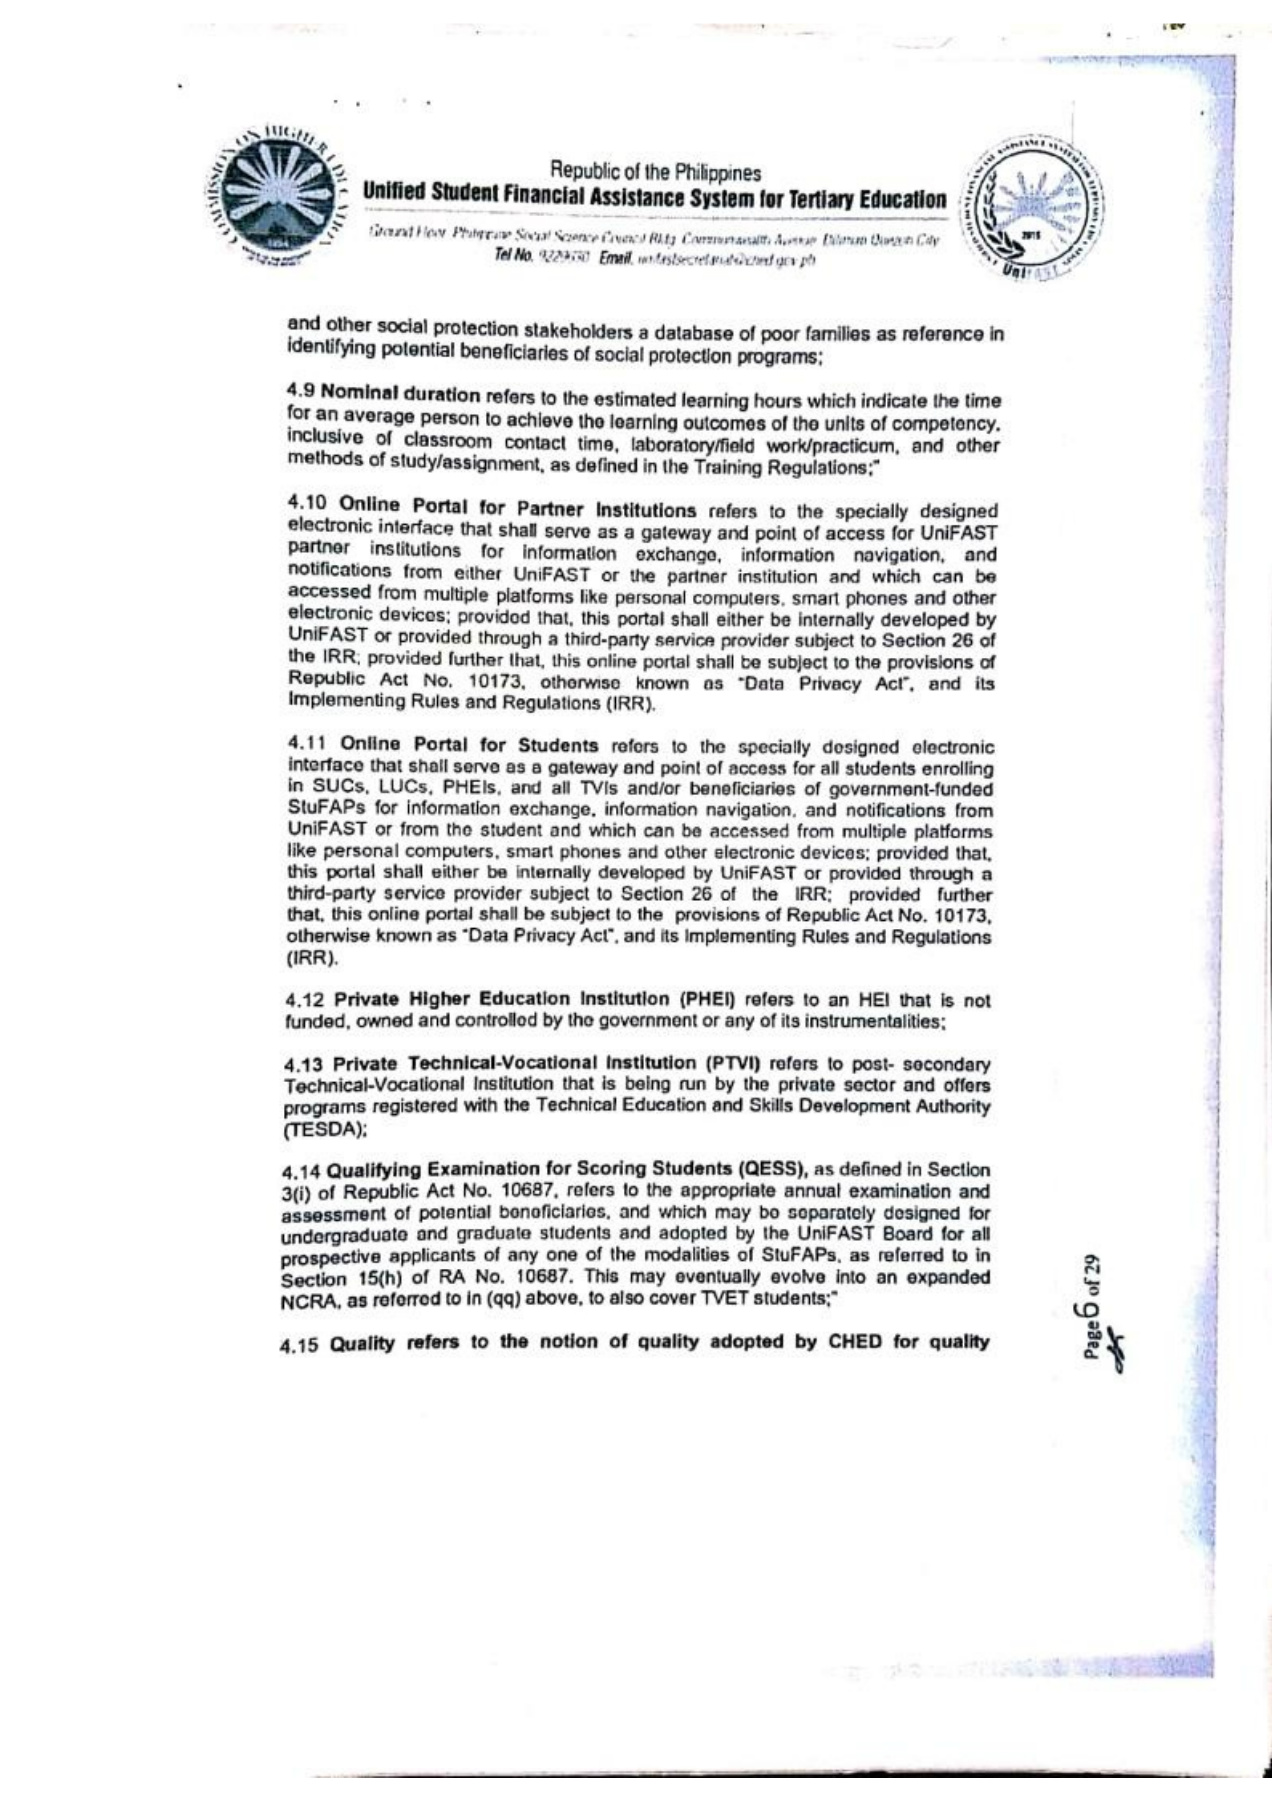 COMMISSION ON HIGHER EDUCATION
Republic of the Philippines
Unified Student Financial Assistance System for Tertiary Education
Ground Floor Philippine Social Science Council Bldg Commonwealth Avenue Diliman Quezon City
Tel No. Email.
2015
UniFAST
and other social protection stakeholders a database of poor families as reference in
identifying potential beneficiaries of social protection programs;
4.9 Nominal duration refers to the estimated learning hours which indicate the time
for an average person to achieve the learning outcomes of the units of competency,
inclusive of classroom contact time, laboratory/field work/practicum, and other
methods of study/assignment, as defined in the Training Regulations;"
4.10 Online Portal for Partner Institutions refers to the specially designed
electronic interface that shall serve as a gateway and point of access for UniFAST
partner institutions for information exchange, information navigation, and
notifications from either UniFAST or the partner institution and which can be
accessed from multiple platforms like personal computers, smart phones and other
electronic devices; provided that, this portal shall either be internally developed by
UniFAST or provided through a third-party service provider subject to Section 26 of
the IRR; provided further that, this online portal shall be subject to the provisions of
Republic Act No. 10173, otherwise known as "Data Privacy Act", and its
Implementing Rules and Regulations (IRR).
4.11 Online Portal for Students refers to the specially designed electronic
interface that shall serve as a gateway and point of access for all students enrolling
in SUCs, LUCs, PHEIs, and all TVIs and/or beneficiaries of government-funded
StuFAPs for information exchange, information navigation, and notifications from
UniFAST or from the student and which can be accessed from multiple platforms
like personal computers, smart phones and other electronic devices; provided that,
this portal shall either be internally developed by UniFAST or provided through a
third-party service provider subject to Section 26 of the IRR; provided further
that, this online portal shall be subject to the provisions of Republic Act No. 10173,
otherwise known as "Data Privacy Act", and its Implementing Rules and Regulations
(IRR).
4.12 Private Higher Education Institution (PHEI) refers to an HEI that is not
funded, owned and controlled by the government or any of its instrumentalities;
4.13 Private Technical-Vocational Institution (PTVI) refers to post- secondary
Technical-Vocational Institution that is being run by the private sector and offers
programs registered with the Technical Education and Skills Development Authority
(TESDA);
4.14 Qualifying Examination for Scoring Students (QESS), as defined in Section
3(i) of Republic Act No. 10687, refers to the appropriate annual examination and
assessment of potential beneficiaries, and which may be separately designed for
undergraduate and graduate students and adopted by the UniFAST Board for all
prospective applicants of any one of the modalities of StuFAPs, as referred to in
Section 15(h) of RA No. 10687. This may eventually evolve into an expanded
NCRA, as referred to in (qq) above, to also cover TVET students;"
4.15 Quality refers to the notion of quality adopted by CHED for quality
Page 6 of 29